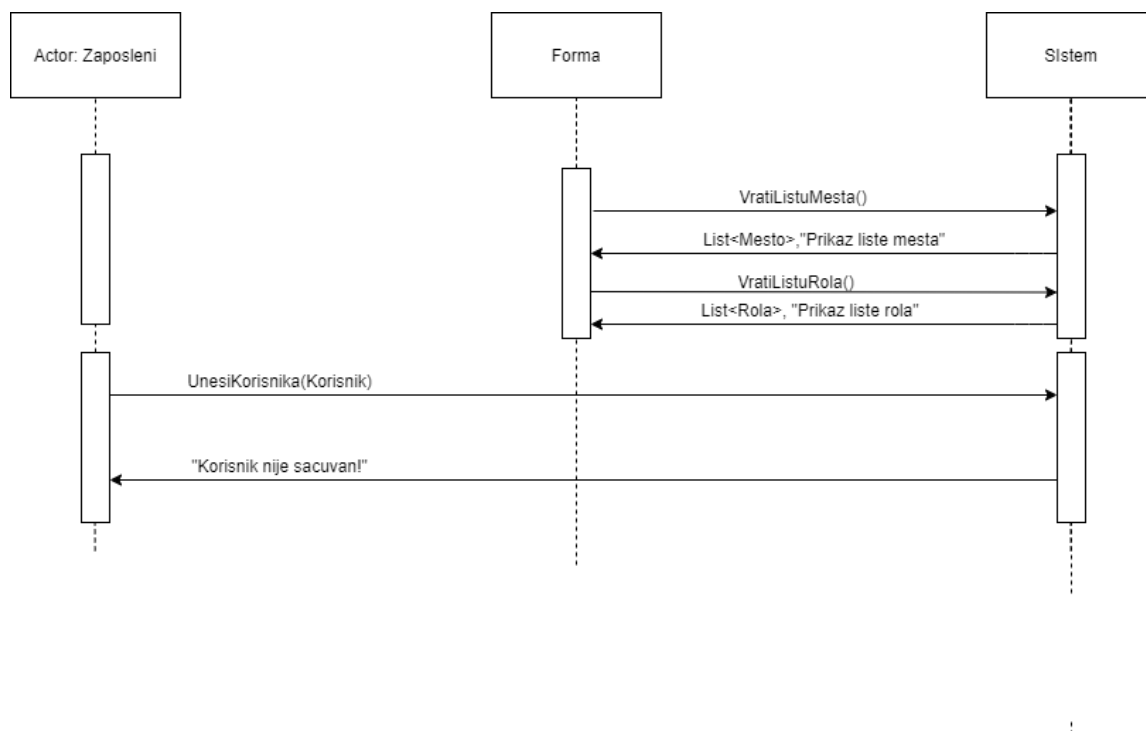 Actor: Zaposleni
Forma
SIstem
VratiListuMesta()
List<Mesto>,"Prikaz liste mesta"
VratiListuRola()
List<Rola>, "Prikaz liste rola"
UnesiKorisnika(Korisnik)
"Korisnik nije sacuvan!"